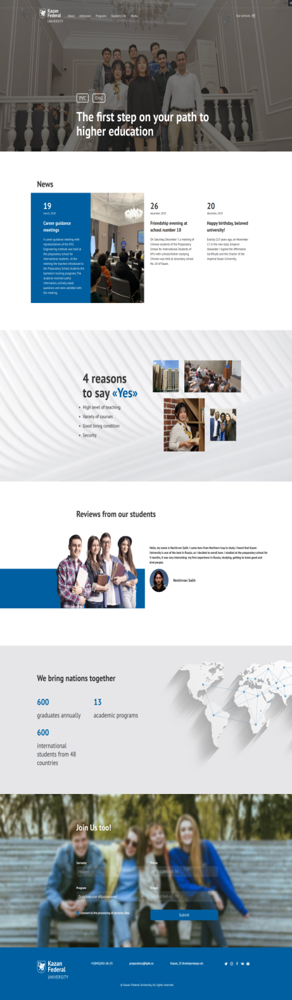 Kazan
Federal
UNIVERSITY
About Admission Programs Student's life Media
Our services
РУС ENG
The first step on your path to
higher education
News
19
march, 2020
Career guidance
meetings
A career guidance meeting with
representatives of the KFU
Engineering Institute was held at
the preparatory school for
international students. At the
meeting the teachers introduced to
the Preparatory School students the
bachelor's training programs. The
students received useful
information, actively asked
questions and were satisfied with
the meeting.
26
december, 2019
Friendship evening at
school number 18
On Saturday, December 7, a meeting of
Chinese students of the Preparatory
School for International Students of
KFU with schoolchildren studying
Chinese was held at secondary school
No. 18 of Kazan.
20
december, 2019
Happy birthday, beloved
university!
Exactly 215 years ago, on November
17, in the new style, Emperor
Alexander I signed the Affirmative
Certificate and the Charter of the
Imperial Kazan University.
4 reasons
to say «Yes»
High level of teaching
Variety of courses
Good living condition
Security
Reviews from our students
Hello, my name is Nechirvan Salih. I came here from Northern Iraq to study. I heard that Kazan
University is one of the best in Russia, so I decided to enroll here. I studied at the preparatory school for
9 months, it was very interesting: my first experience in Russia, studying, getting to know good and
kind people.
Nechirvan Salih
We bring nations together
600
graduates annually
13
academic programs
600
international
students from 48
countries
Join Us too!
Surname
Phone
Иванов
Program
E-mail
Довузовское образование
I consent to the processing of personal data
Submit
Kazan
Federal
UNIVERSITY
+7(843)292-26-23
preparatory@kpfu.ru
Kazan, 23 Kremlyovskaya str.
© Kazan Federal University. All rights reserved.